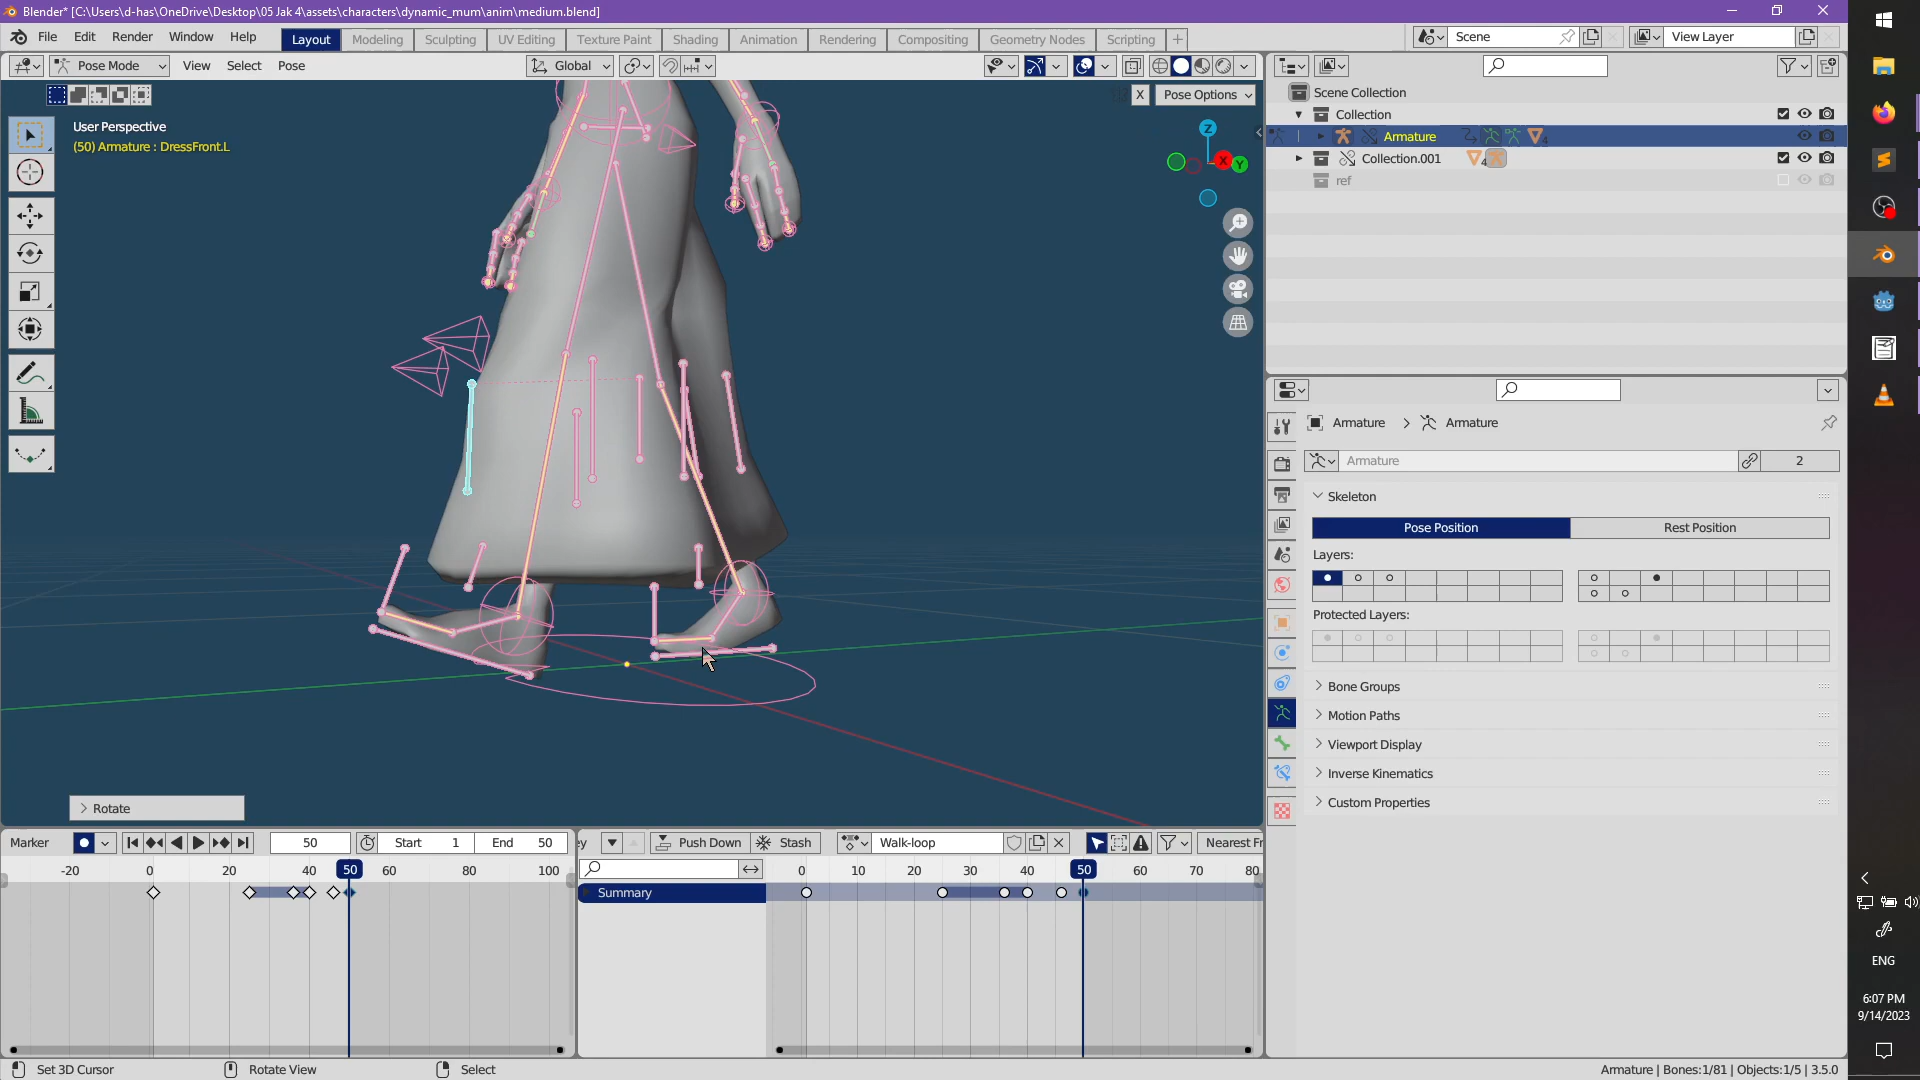 Blender* [C:\Users\d-has\OneDrive\Desktop\05 Jak 4\assets\characters\dynamic_mum\anim\medium.blend]
File Edit Render Window Help Layout Modeling Sculpting UV Editing Texture Paint Shading Animation Rendering Compositing Geometry Nodes Scripting + Scene View Layer
Pose Mode View Select Pose Global
X Pose Options
User Perspective
(50) Armature : DressFront.L
Z
X Y
Scene Collection
Collection
Armature 4
Collection.001 4
ref
Armature > Armature
Armature 2
Skeleton
Pose Position Rest Position
Layers:
Protected Layers:
Bone Groups
Motion Paths
Viewport Display
Inverse Kinematics
Custom Properties
> Rotate
Marker 50 Start 1 End 50
Push Down Stash Walk-loop Nearest Fr
-20 0 20 40 50 60 80 100
0 10 20 30 40 50 60 70 80
Summary
Set 3D Cursor Rotate View Select
Armature | Bones:1/81 | Objects:1/5 | 3.5.0
ENG
6:07 PM
9/14/2023